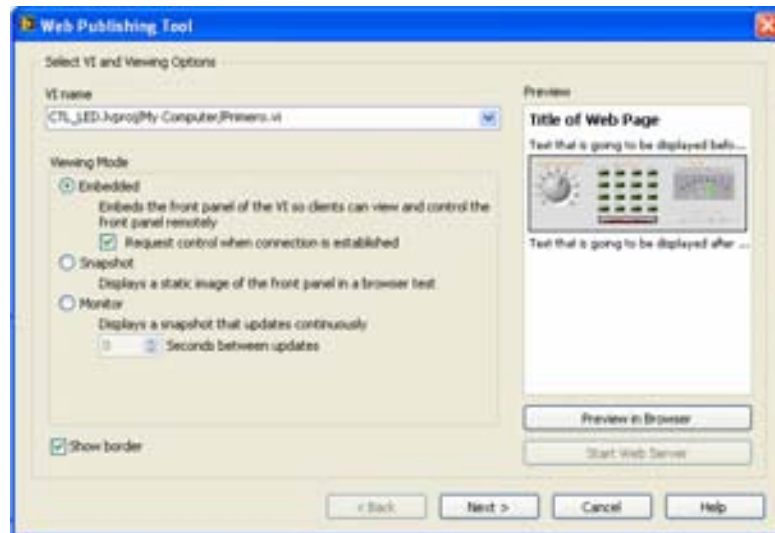 Web Publishing Tool
Select VI and Viewing Options
VI name
CTL_LED.lvproj/My Computer/Primero.vi
Viewing Mode
Embedded
Embeds the front panel of the VI so clients can view and control the
front panel remotely
Request control when connection is established
Snapshot
Displays a static image of the front panel in a browser test
Monitor
Displays a snapshot that updates continuously
Seconds between updates
Show border
Preview
Title of Web Page
Text that is going to be displayed befo...
Text that is going to be displayed after ...
Preview in Browser
Start Web Server
< Back
Next >
Cancel
Help